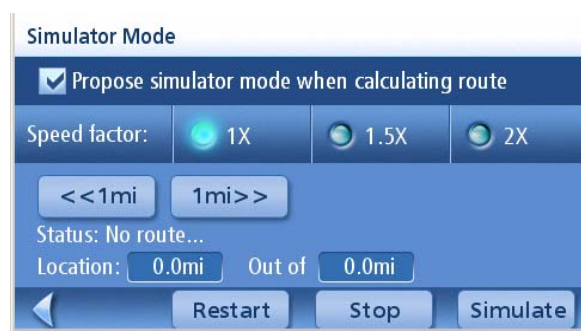 Simulator Mode
Propose simulator mode when calculating route
Speed factor: 1X 1.5X 2X
<<1mi 1mi>>
Status: No route...
Location: 0.0mi Out of 0.0mi
Restart Stop Simulate